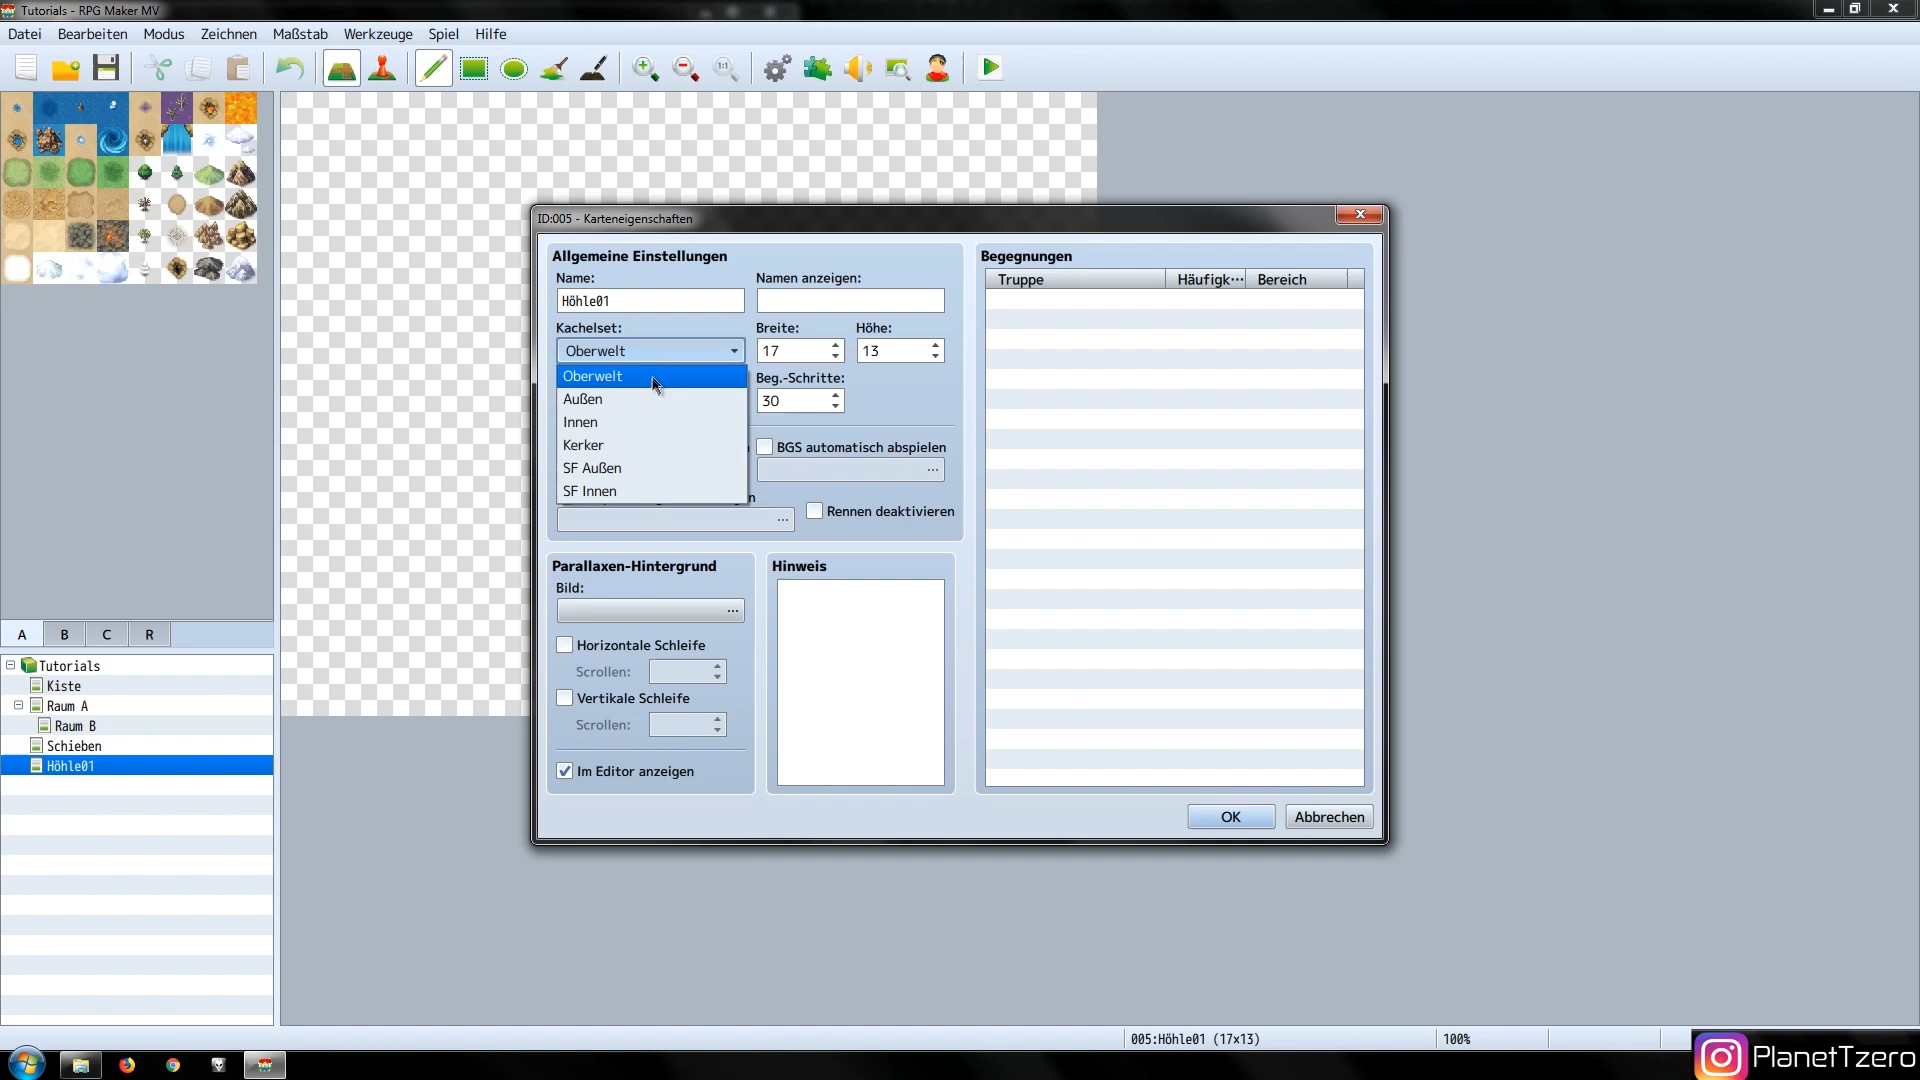 Tutorials - RPG Maker MV
Datei Bearbeiten Modus Zeichnen Maßstab Werkzeuge Spiel Hilfe
1:1
ID:005 - Karteneigenschaften
Allgemeine Einstellungen
Name: Namen anzeigen:
Höhle01
Kachelset: Breite: Höhe:
Oberwelt 17 13
Oberwelt
Außen
Innen
Kerker
SF Außen
SF Innen
Beg.-Schritte:
30
BGS automatisch abspielen
...
...
Rennen deaktivieren
Parallaxen-Hintergrund
Bild:
...
Horizontale Schleife
Scrollen:
Vertikale Schleife
Scrollen:
Im Editor anzeigen
Hinweis
Begegnungen
Truppe Häufigk··· Bereich
OK Abbrechen
A B C R
Tutorials
Kiste
Raum A
Raum B
Schieben
Höhle01
005:Höhle01 (17x13) 100%
PlanetTzero